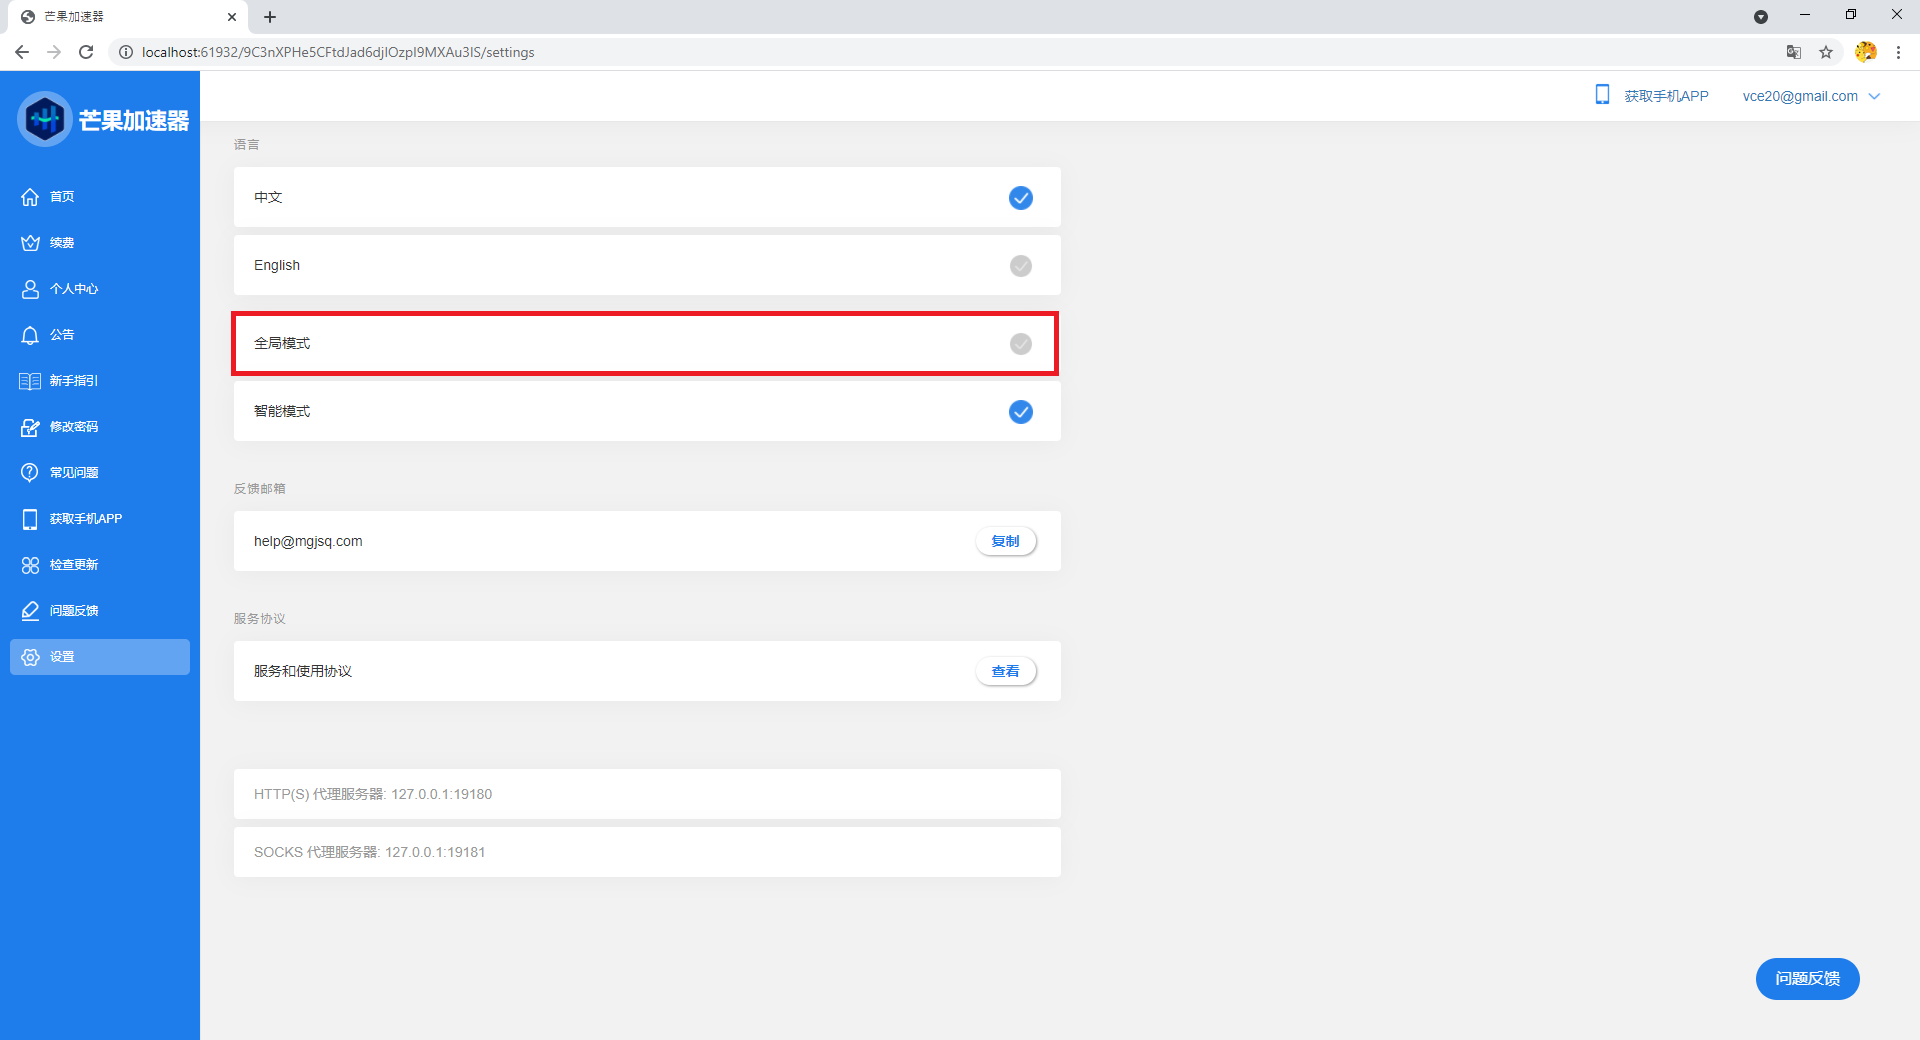 芒果加速器
localhost:61932/9C3nXPHe5CFtdJad6djlOzpI9MXAu3IS/settings
芒果加速器
获取手机APP
vce20@gmail.com
首页
续费
个人中心
公告
新手指引
修改密码
常见问题
获取手机APP
检查更新
问题反馈
设置
语言
中文
English
全局模式
智能模式
反馈邮箱
help@mgjsq.com
复制
服务协议
服务和使用协议
查看
HTTP(S) 代理服务器: 127.0.0.1:19180
SOCKS 代理服务器: 127.0.0.1:19181
问题反馈